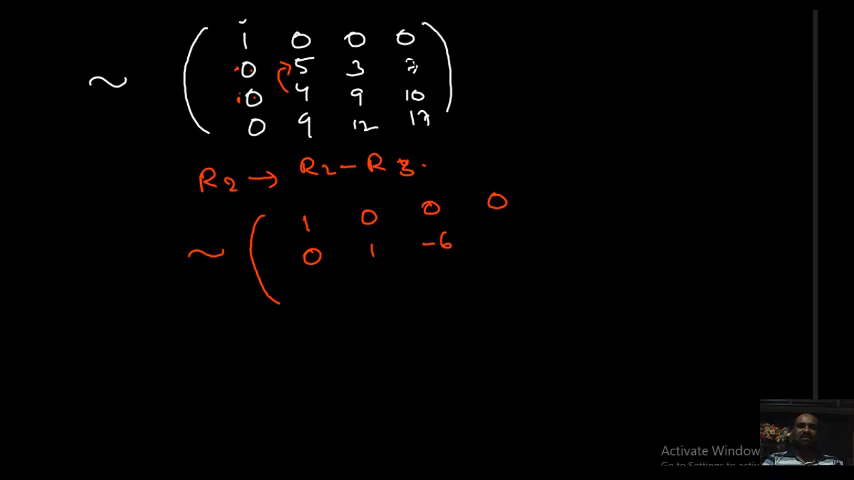 1 0 0 0
~ 0 5 3 7
0 4 9 10
0 9 12 17
R2 → R2 - R3.
1 0 0 0
~ ( 0 1 -6
Activate Window